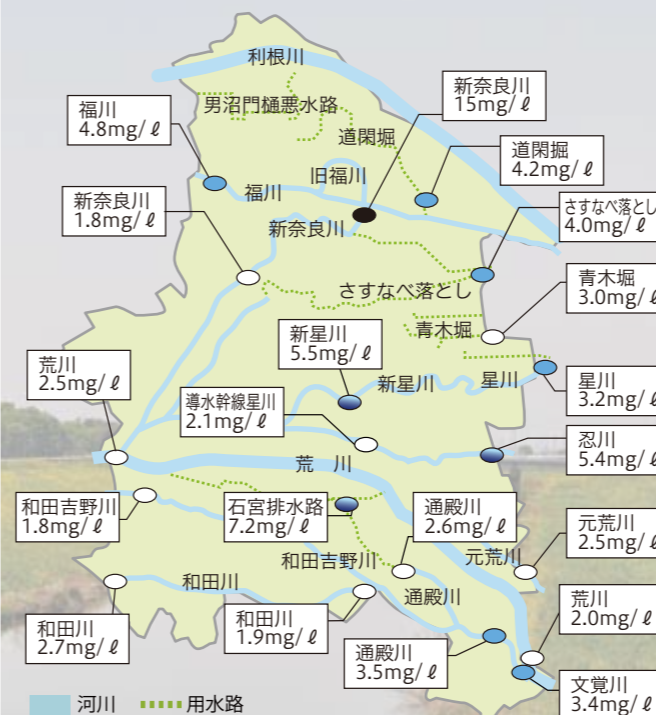 利根川
男沼門樋悪水路
新奈良川
15mg/ℓ
福川
4.8mg/ℓ
道閑堀
道閑堀
4.2mg/ℓ
旧福川
福川
新奈良川
1.8mg/ℓ
新奈良川
さすなべ落とし
4.0mg/ℓ
さすなべ落とし
青木堀
3.0mg/ℓ
青木堀
新星川
5.5mg/ℓ
荒川
2.5mg/ℓ
新星川
星川
星川
3.2mg/ℓ
導水幹線星川
2.1mg/ℓ
忍川
5.4mg/ℓ
荒 川
和田吉野川
1.8mg/ℓ
石宮排水路
7.2mg/ℓ
通殿川
2.6mg/ℓ
元荒川
2.5mg/ℓ
和田吉野川
元荒川
和田川
通殿川
荒川
2.0mg/ℓ
和田川
2.7mg/ℓ
和田川
1.9mg/ℓ
通殿川
3.5mg/ℓ
文覚川
3.4mg/ℓ
河川 用水路